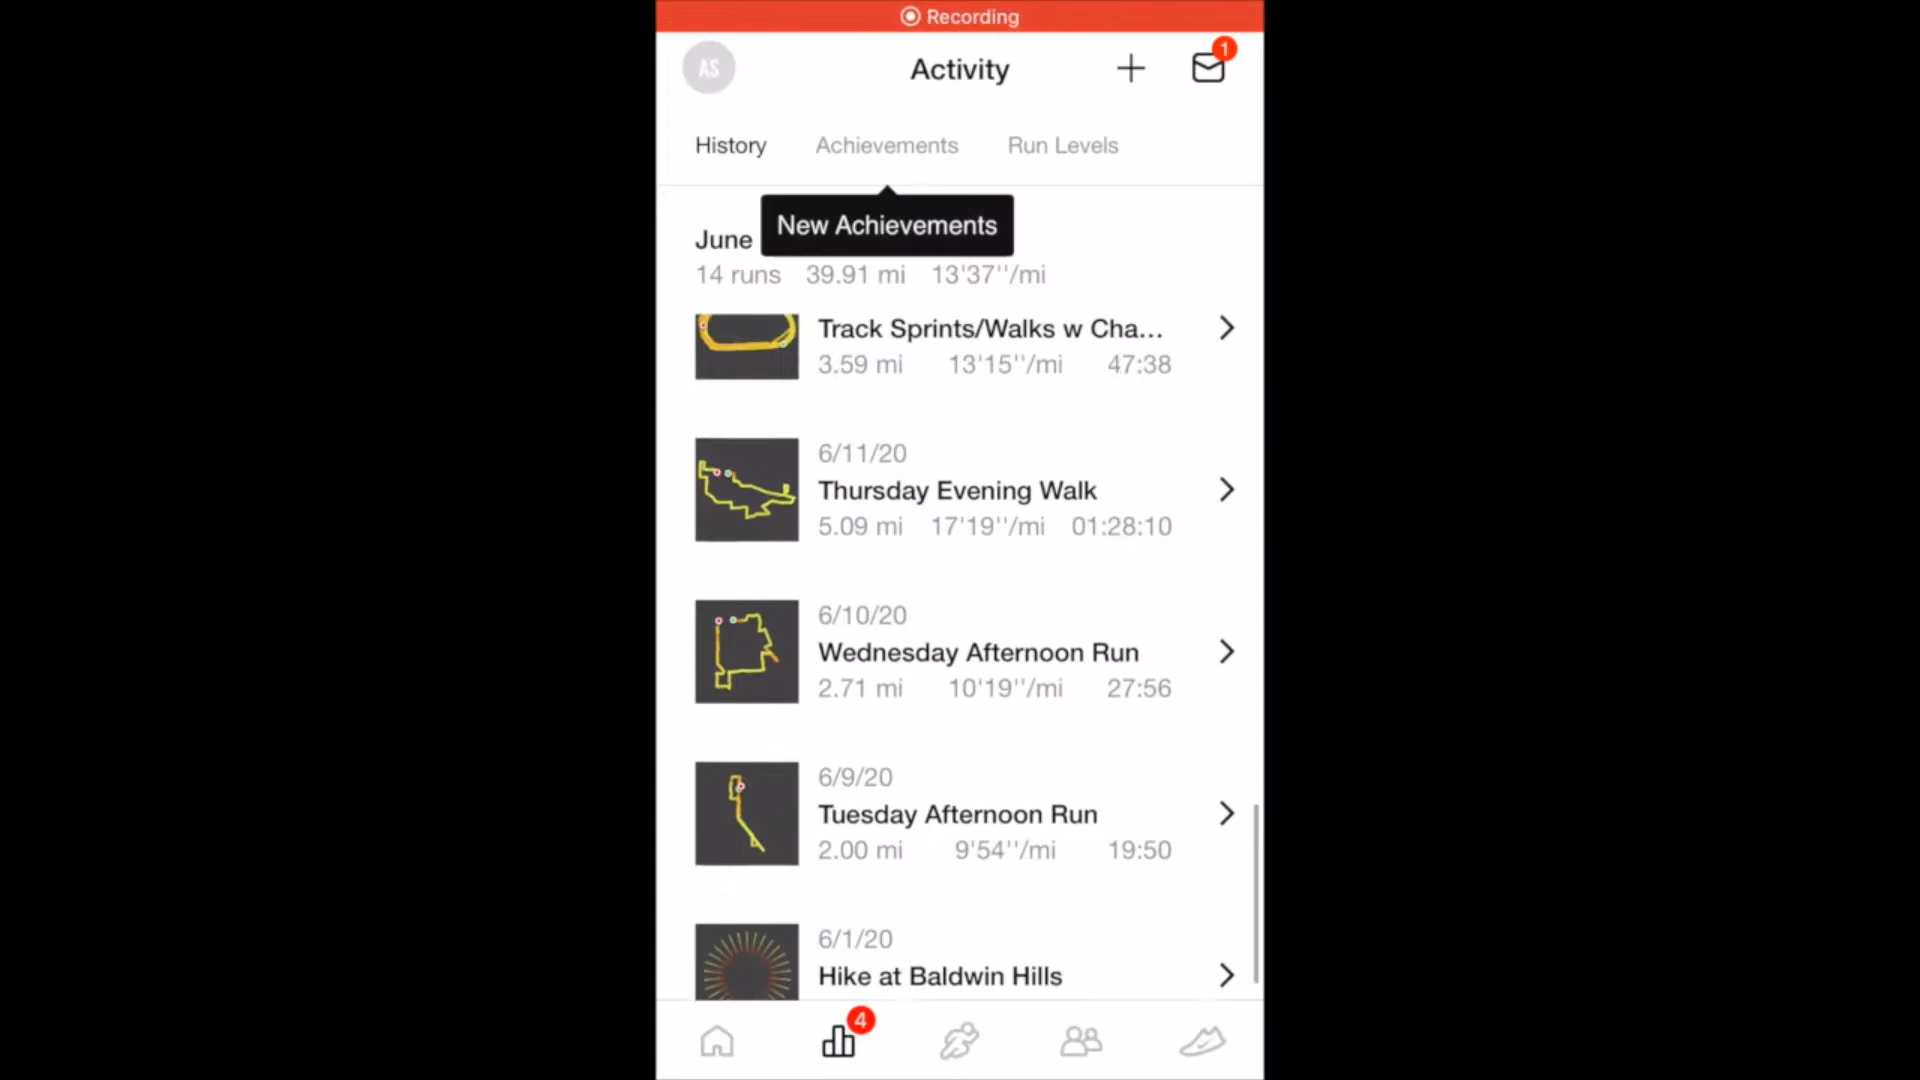 Recording
AS
Activity
1
History Achievements Run Levels
New Achievements
June
14 runs 39.91 mi 13'37''/mi
Track Sprints/Walks w Cha...
3.59 mi 13'15''/mi 47:38
6/11/20
Thursday Evening Walk
5.09 mi 17'19''/mi 01:28:10
6/10/20
Wednesday Afternoon Run
2.71 mi 10'19''/mi 27:56
6/9/20
Tuesday Afternoon Run
2.00 mi 9'54''/mi 19:50
6/1/20
Hike at Baldwin Hills
4